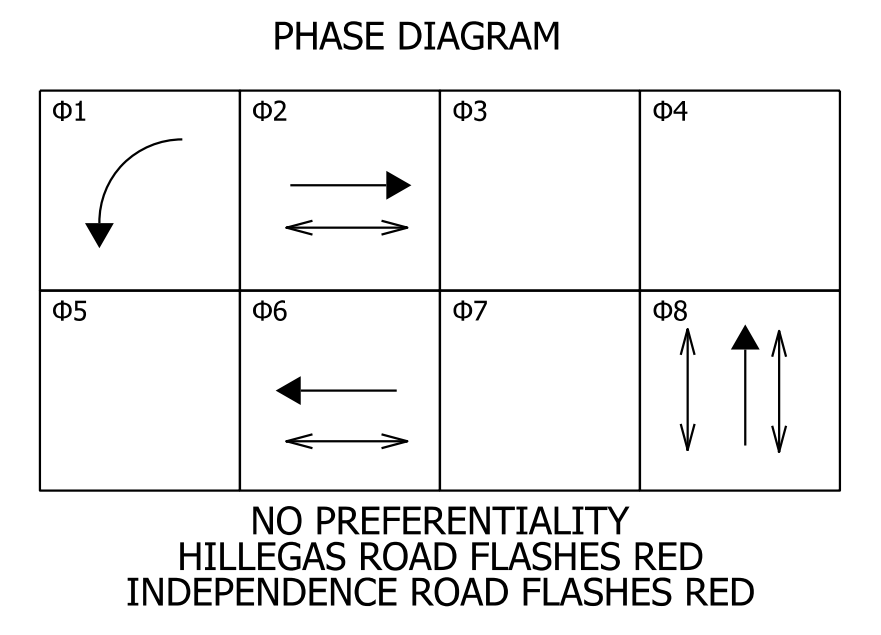 PHASE DIAGRAM
Φ1
Φ2
Φ3
Φ4
Φ5
Φ6
Φ7
Φ8
NO PREFERENTIALITY
HILLEGAS ROAD FLASHES RED
INDEPENDENCE ROAD FLASHES RED